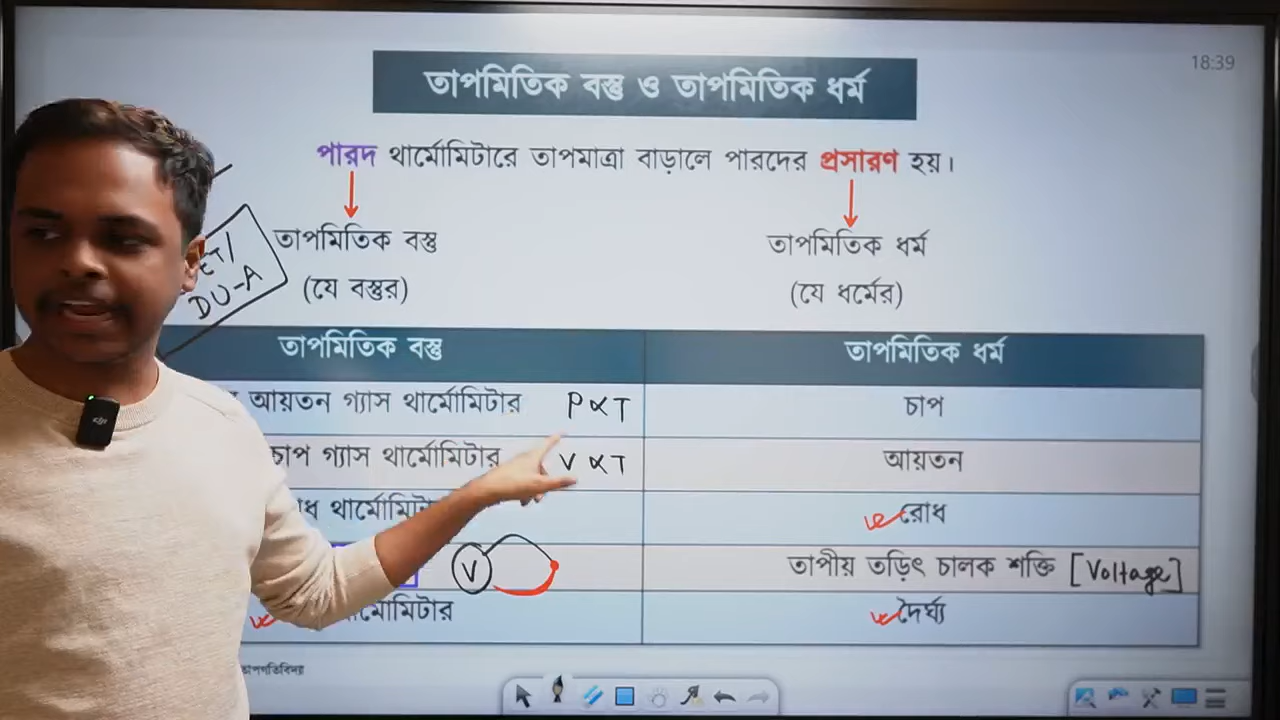 18:39
তাপমিতিক বস্তু ও তাপমিতিক ধর্ম
পারদ থার্মোমিটারে তাপমাত্রা বাড়ালে পারদের প্রসারণ হয়।
তাপমিতিক বস্তু
তাপমিতিক ধর্ম
(যে বস্তুর)
(যে ধর্মের)
DU-A
তাপমিতিক বস্তু
তাপমিতিক ধর্ম
আয়তন গ্যাস থার্মোমিটার P∝T
চাপ
চাপ গ্যাস থার্মোমিটার V∝T
আয়তন
রোধ
V
তাপীয় তড়িৎ চালক শক্তি [Voltage]
দৈর্ঘ্য